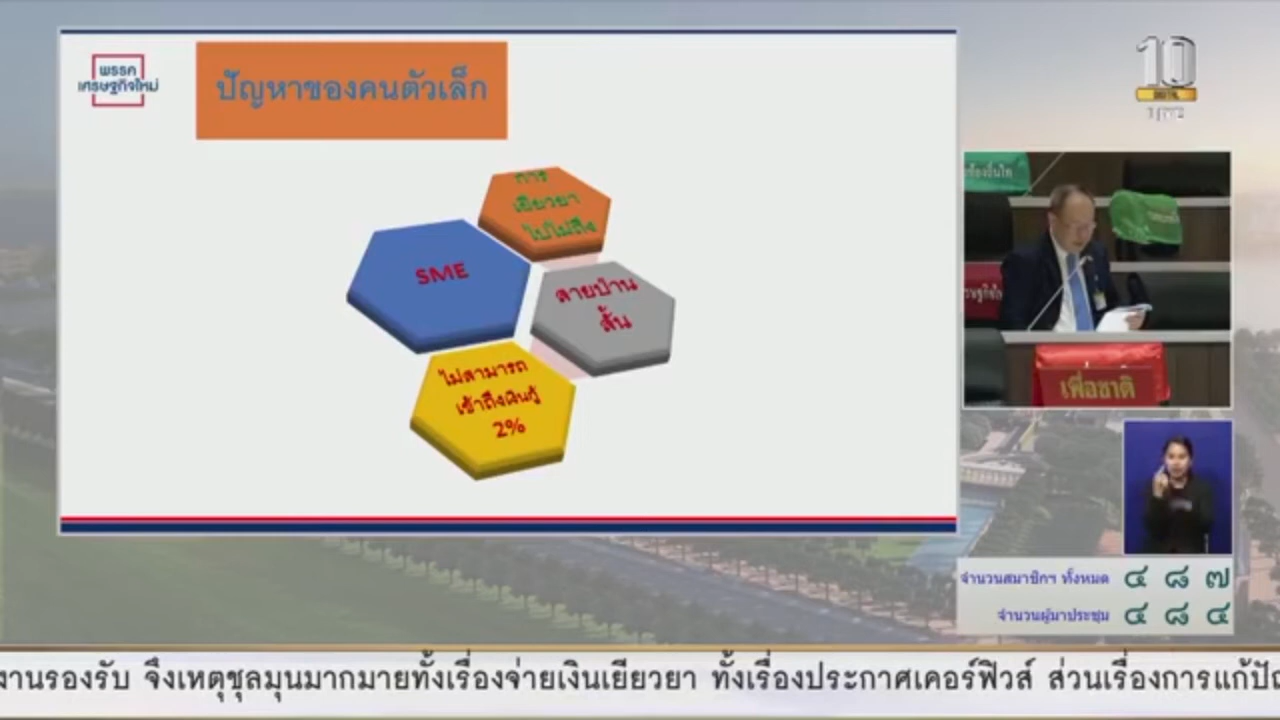 พรรค
เศรษฐกิจใหม่
ปัญหาของคนตัวเล็ก
การ
เยียวยา
ไปไม่ถึง
SME
สายป่าน
สั้น
ไม่สามารถ
เข้าถึงเงินกู้
2%
10
DIGITAL
เพื่อชาติ
จำนวนสมาชิกฯ ทั้งหมด ๔ ๘ ๗
จำนวนผู้มาประชุม ๔ ๘ ๔
งานรองรับ จึงเหตุชุลมุนมากมายทั้งเรื่องจ่ายเงินเยียวยา ทั้งเรื่องประกาศเคอร์ฟิวส์ ส่วนเรื่องการแก้ปัญ